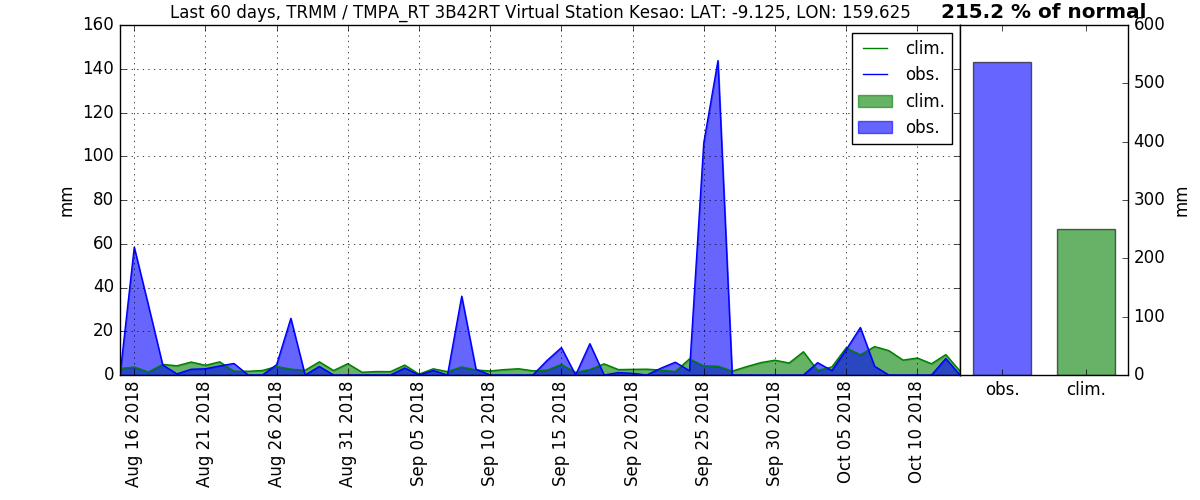 Last 60 days, TRMM / TMPA_RT 3B42RT Virtual Station Kesao: LAT: -9.125, LON: 159.625
215.2 % of normal
160
140
120
100
80
60
40
20
0
mm
Aug 16 2018
Aug 21 2018
Aug 26 2018
Aug 31 2018
Sep 05 2018
Sep 10 2018
Sep 15 2018
Sep 20 2018
Sep 25 2018
Sep 30 2018
Oct 05 2018
Oct 10 2018
clim.
obs.
clim.
obs.
600
500
400
300
200
100
0
mm
obs.
clim.